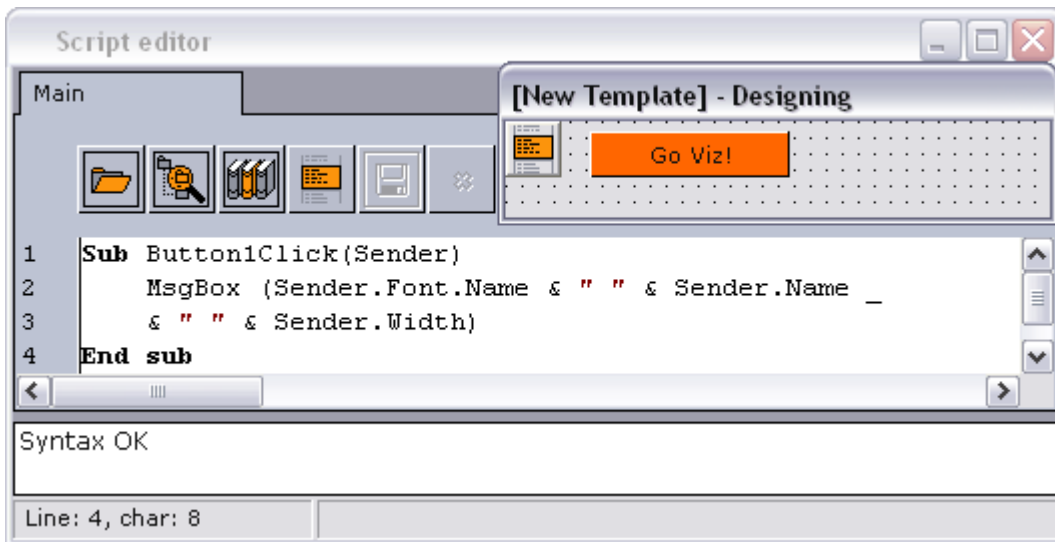 Script editor
Main
[New Template] - Designing
Go Viz!
1 Sub Button1Click(Sender)
2 MsgBox (Sender.Font.Name & " " & Sender.Name _
3 & " " & Sender.Width)
4 End sub
Syntax OK
Line: 4, char: 8